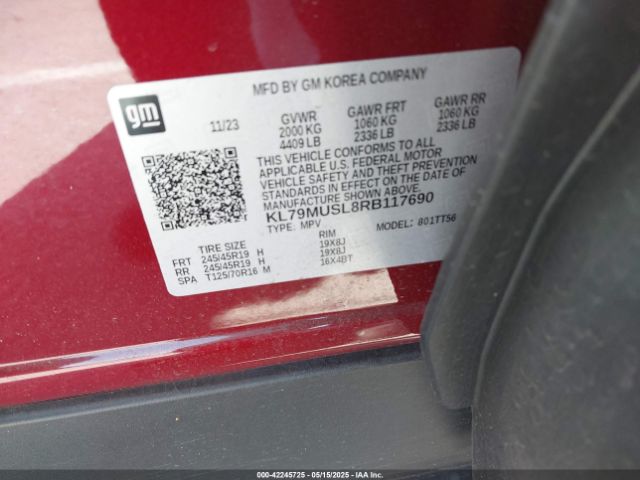 MFD BY GM KOREA COMPANY
gm
11/23 GVWR GAWR FRT GAWR RR
2000 KG 1060 KG 1060 KG
4409 LB 2336 LB 2336 LB
THIS VEHICLE CONFORMS TO ALL
APPLICABLE U.S. FEDERAL MOTOR
VEHICLE SAFETY AND THEFT PREVENTION
STANDARDS IN EFFECT ON THE DATE OF
MANUFACTURE SHOWN ABOVE.
KL79MUSL8RB117690
TYPE: MPV MODEL: 801TT56
TIRE SIZE RIM
FRT 245/45R19 H 19X8J
RR 245/45R19 H 19X8J
SPA T125/70R16 M 16X4BT
000-42245725 - 05/15/2025 - IAAI.COM